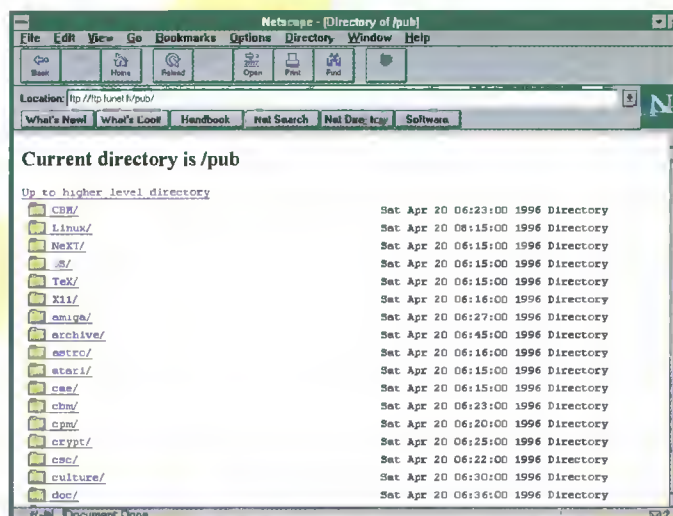 Netscape - [Directory of /pub]
File Edit View Go Bookmarks Options Directory Window Help
Back Home Reload Open Print Find
Location: ftp://ftp.funet.fi/pub/
N
What's New! What's Cool! Handbook Net Search Net Directory Software
Current directory is /pub
Up to higher level directory
CBM/ Sat Apr 20 06:23:00 1996 Directory
Linux/ Sat Apr 20 06:15:00 1996 Directory
NeXT/ Sat Apr 20 06:15:00 1996 Directory
Sat Apr 20 06:15:00 1996 Directory
TeX/ Sat Apr 20 06:15:00 1996 Directory
X11/ Sat Apr 20 06:16:00 1996 Directory
amiga/ Sat Apr 20 06:27:00 1996 Directory
archive/ Sat Apr 20 06:45:00 1996 Directory
astro/ Sat Apr 20 06:16:00 1996 Directory
atari/ Sat Apr 20 06:15:00 1996 Directory
cae/ Sat Apr 20 06:15:00 1996 Directory
cbm/ Sat Apr 20 06:23:00 1996 Directory
cpm/ Sat Apr 20 06:20:00 1996 Directory
crypt/ Sat Apr 20 06:25:00 1996 Directory
csc/ Sat Apr 20 06:22:00 1996 Directory
culture/ Sat Apr 20 06:30:00 1996 Directory
doc/ Sat Apr 20 06:36:00 1996 Directory
Document Done